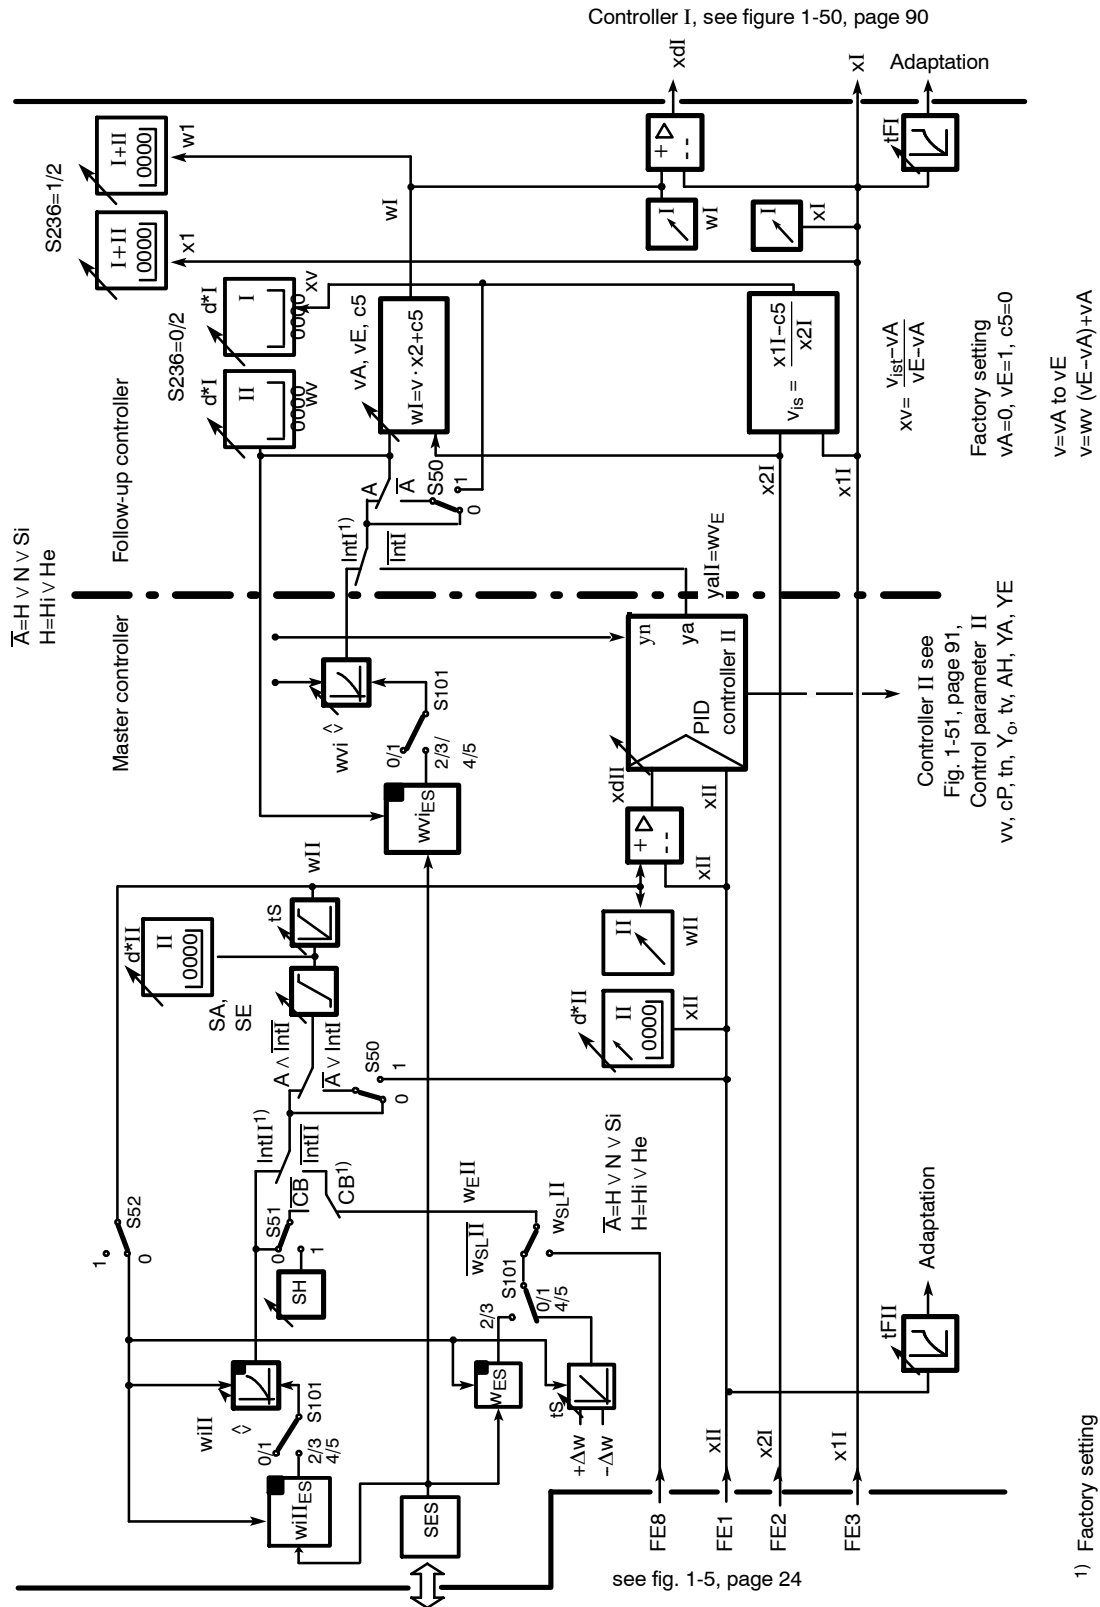 Controller I, see figure 1-50, page 90
xdI
xI
Adaptation
tFI
S236=1/2
I+II
0000
w1
I+II
0000
x1
wI
I
wI
I
xI
S236=0/2
d*I
I
0000
xv
d*I
II
0000
wv
vA, vE, c5
wI=v · x2+c5
vis = x1I−c5 / x2I
xv= vist−vA / vE−vA
Factory setting
vA=0, vE=1, c5=0
v=vA to vE
v=wv (vE−vA)+vA
Follow-up controller
A
A
S50
1
0
x2I
x1I
IntI1)
IntI
yaII=wvE
A=H ∨ N ∨ Si
H=Hi ∨ He
Master controller
wvi
<>
S101
0/1
2/3/
4/5
wviES
yn
ya
PID
controller II
xdII
xII
Controller II see
Fig. 1-51, page 91,
Control parameter II
vv, cP, tn, Yo, tv, AH, YA, YE
wII
tS
d*II
II
0000
SA,
SE
+
- -
xII
II
wII
d*II
II
0000
xII
A ∧ IntI
A ∨ IntI
S50
1
0
IntII1)
IntII
CB
CB1)
S51
0
1
SH
S52
1
0
wEII
wSLII
wSLII
A=H ∨ N ∨ Si
H=Hi ∨ He
S101
2/3
0/1
4/5
Adaptation
tFII
wiII
<>
S101
0/1
2/3
4/5
wES
tS
+Δw
−Δw
xII
x2I
x1I
wiIIES
SES
FE8
FE1
FE2
FE3
see fig. 1-5, page 24
1) Factory setting